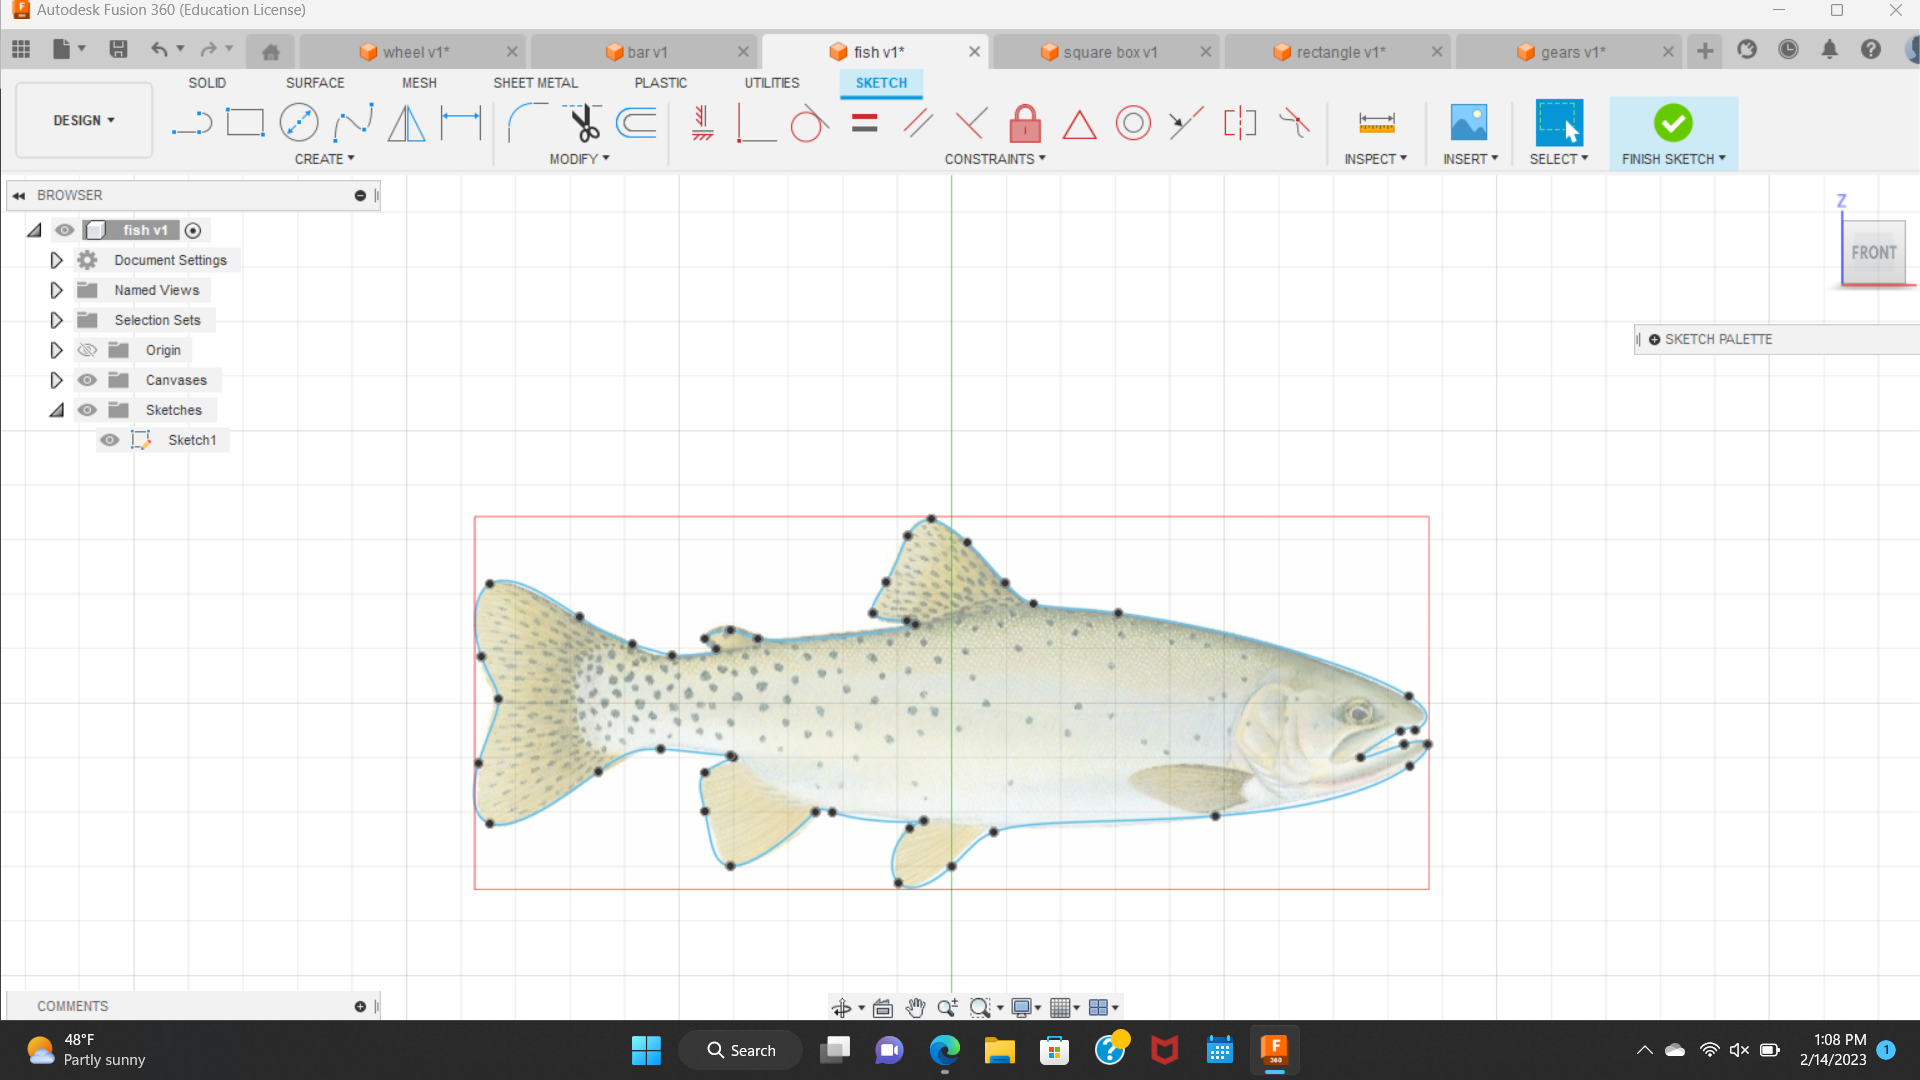 Autodesk Fusion 360 (Education License)
wheel v1*
bar v1
fish v1*
square box v1
rectangle v1*
gears v1*
SOLID
SURFACE
MESH
SHEET METAL
PLASTIC
UTILITIES
SKETCH
DESIGN
CREATE
MODIFY
CONSTRAINTS
INSPECT
INSERT
SELECT
FINISH SKETCH
BROWSER
fish v1
Document Settings
Named Views
Selection Sets
Origin
Canvases
Sketches
Sketch1
Z
FRONT
SKETCH PALETTE
COMMENTS
48°F
Partly sunny
Search
F
360
1:08 PM
2/14/2023
1